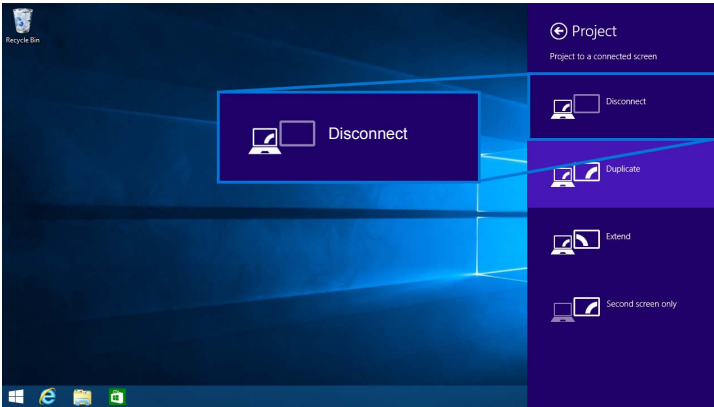 Recycle Bin
Project
Project to a connected screen
Disconnect
Disconnect
Duplicate
Extend
Second screen only